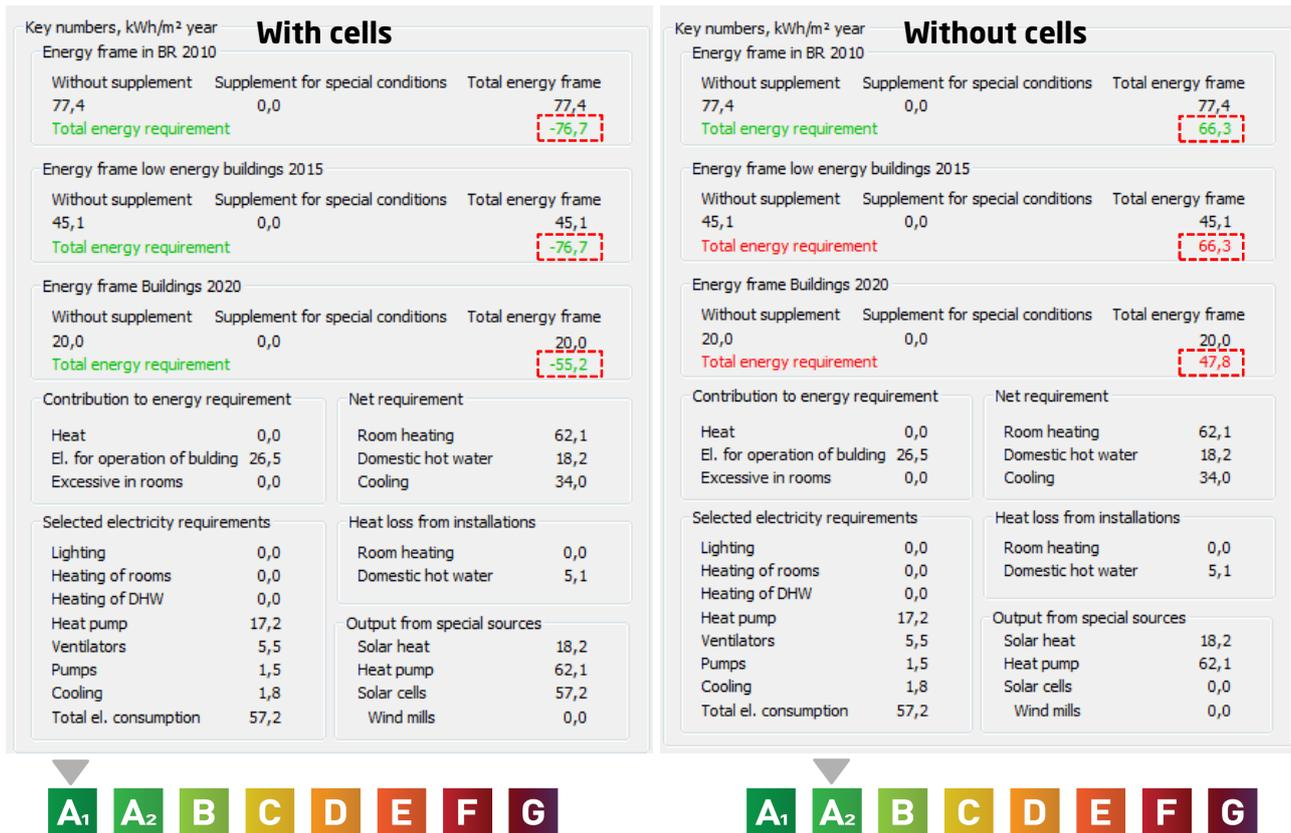 With cells
Key numbers, kWh/m² year
Energy frame in BR 2010
Without supplement Supplement for special conditions Total energy frame
77,4 0,0 77,4
Total energy requirement -76,7
Energy frame low energy buildings 2015
Without supplement Supplement for special conditions Total energy frame
45,1 0,0 45,1
Total energy requirement -76,7
Energy frame Buildings 2020
Without supplement Supplement for special conditions Total energy frame
20,0 0,0 20,0
Total energy requirement -55,2
Contribution to energy requirement
Heat 0,0
El. for operation of bulding 26,5
Excessive in rooms 0,0
Net requirement
Room heating 62,1
Domestic hot water 18,2
Cooling 34,0
Selected electricity requirements
Lighting 0,0
Heating of rooms 0,0
Heating of DHW 0,0
Heat pump 17,2
Ventilators 5,5
Pumps 1,5
Cooling 1,8
Total el. consumption 57,2
Heat loss from installations
Room heating 0,0
Domestic hot water 5,1
Output from special sources
Solar heat 18,2
Heat pump 62,1
Solar cells 57,2
Wind mills 0,0
A1 A2 B C D E F G
Without cells
Key numbers, kWh/m² year
Energy frame in BR 2010
Without supplement Supplement for special conditions Total energy frame
77,4 0,0 77,4
Total energy requirement 66,3
Energy frame low energy buildings 2015
Without supplement Supplement for special conditions Total energy frame
45,1 0,0 45,1
Total energy requirement 66,3
Energy frame Buildings 2020
Without supplement Supplement for special conditions Total energy frame
20,0 0,0 20,0
Total energy requirement 47,8
Contribution to energy requirement
Heat 0,0
El. for operation of bulding 26,5
Excessive in rooms 0,0
Net requirement
Room heating 62,1
Domestic hot water 18,2
Cooling 34,0
Selected electricity requirements
Lighting 0,0
Heating of rooms 0,0
Heating of DHW 0,0
Heat pump 17,2
Ventilators 5,5
Pumps 1,5
Cooling 1,8
Total el. consumption 57,2
Heat loss from installations
Room heating 0,0
Domestic hot water 5,1
Output from special sources
Solar heat 18,2
Heat pump 62,1
Solar cells 0,0
Wind mills 0,0
A1 A2 B C D E F G